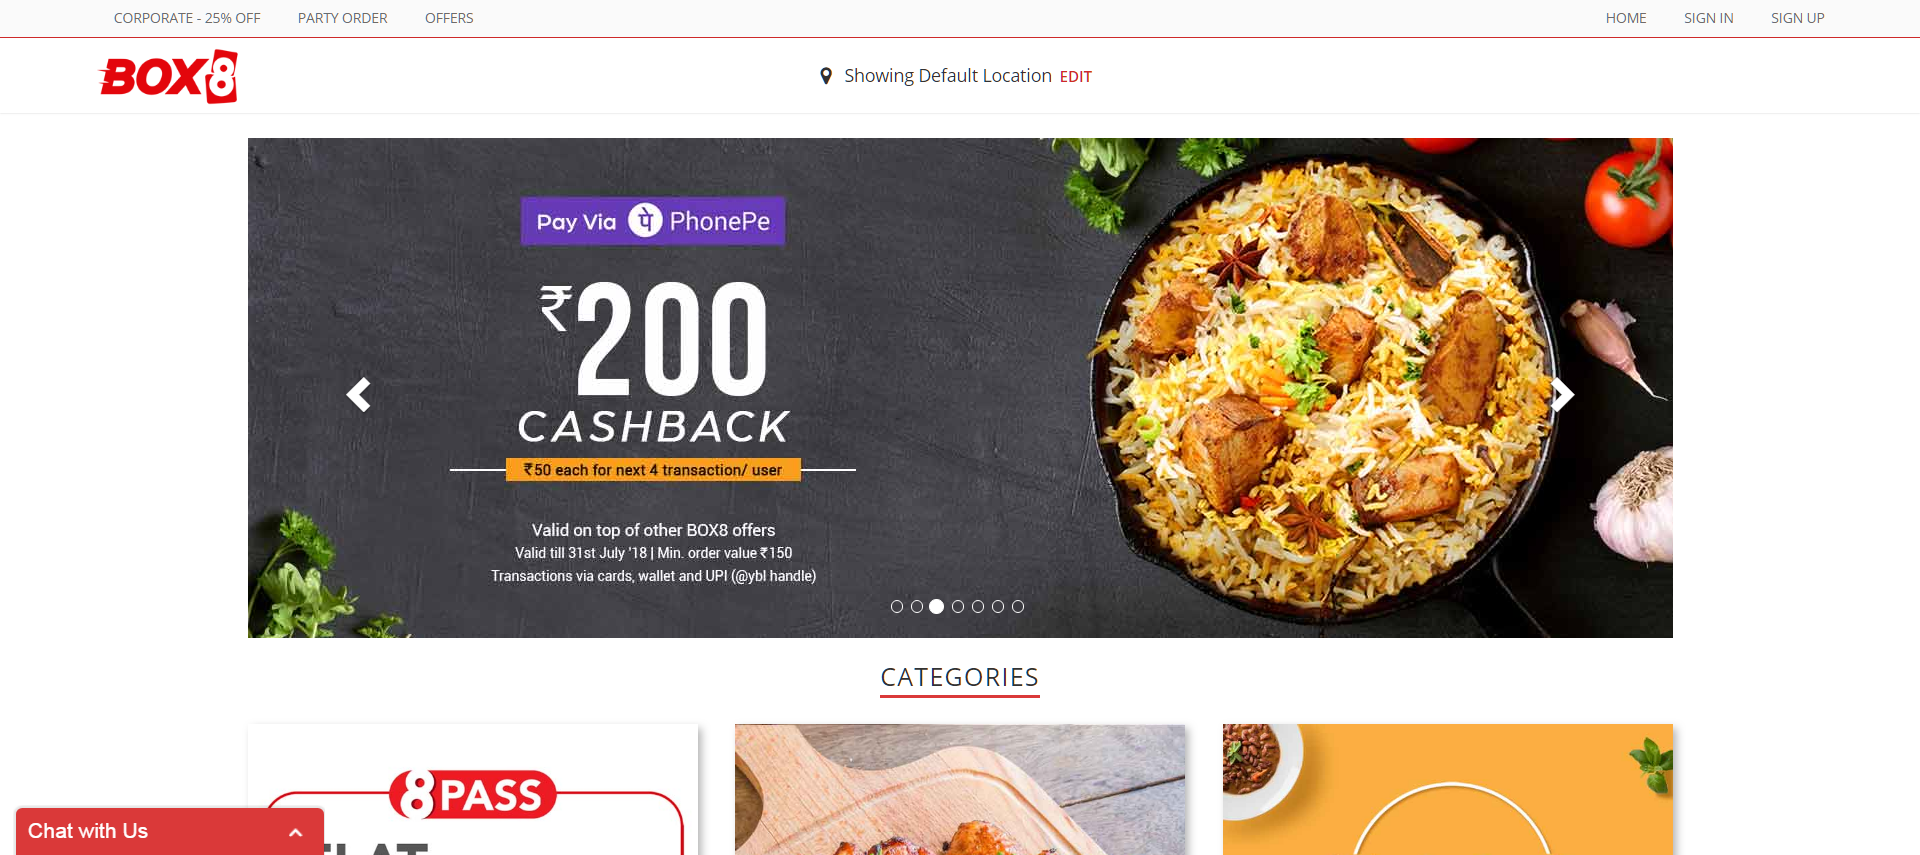 CORPORATE - 25% OFF PARTY ORDER OFFERS HOME SIGN IN SIGN UP
BOX8
Showing Default Location EDIT
Pay Via पे PhonePe
₹200
CASHBACK
₹50 each for next 4 transaction/ user
Valid on top of other BOX8 offers
Valid till 31st July '18 | Min. order value ₹150
Transactions via cards, wallet and UPI (@ybl handle)
CATEGORIES
8PASS
FLAT
Chat with Us